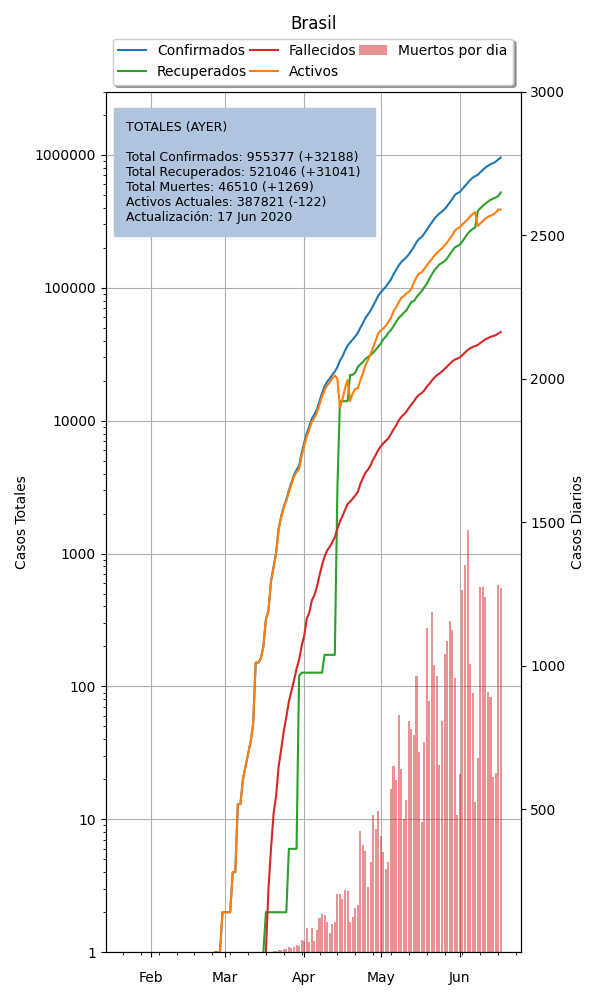 Brasil
Confirmados Fallecidos Muertos por dia
Recuperados Activos
TOTALES (AYER)
Total Confirmados: 955377 (+32188)
Total Recuperados: 521046 (+31041)
Total Muertes: 46510 (+1269)
Activos Actuales: 387821 (-122)
Actualización: 17 Jun 2020
Casos Totales
1000000
100000
10000
1000
100
10
1
3000
2500
2000
1500
1000
500
Casos Diarios
Feb Mar Apr May Jun